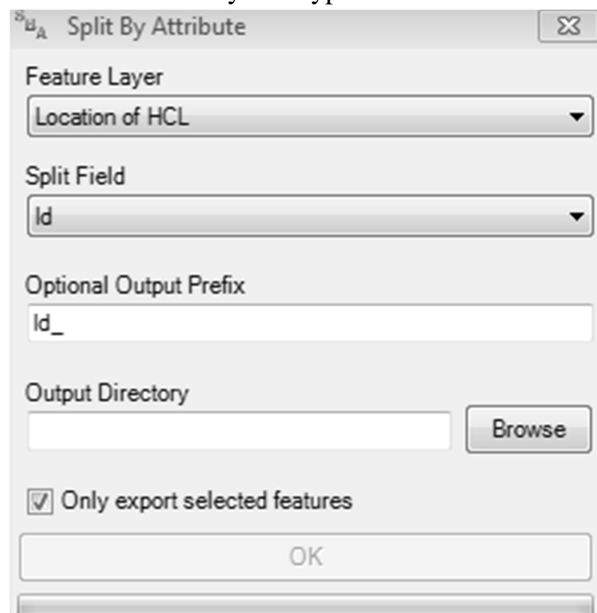 SBA Split By Attribute
Feature Layer
Location of HCL
Split Field
Id
Optional Output Prefix
Id_
Output Directory
Browse
Only export selected features
OK